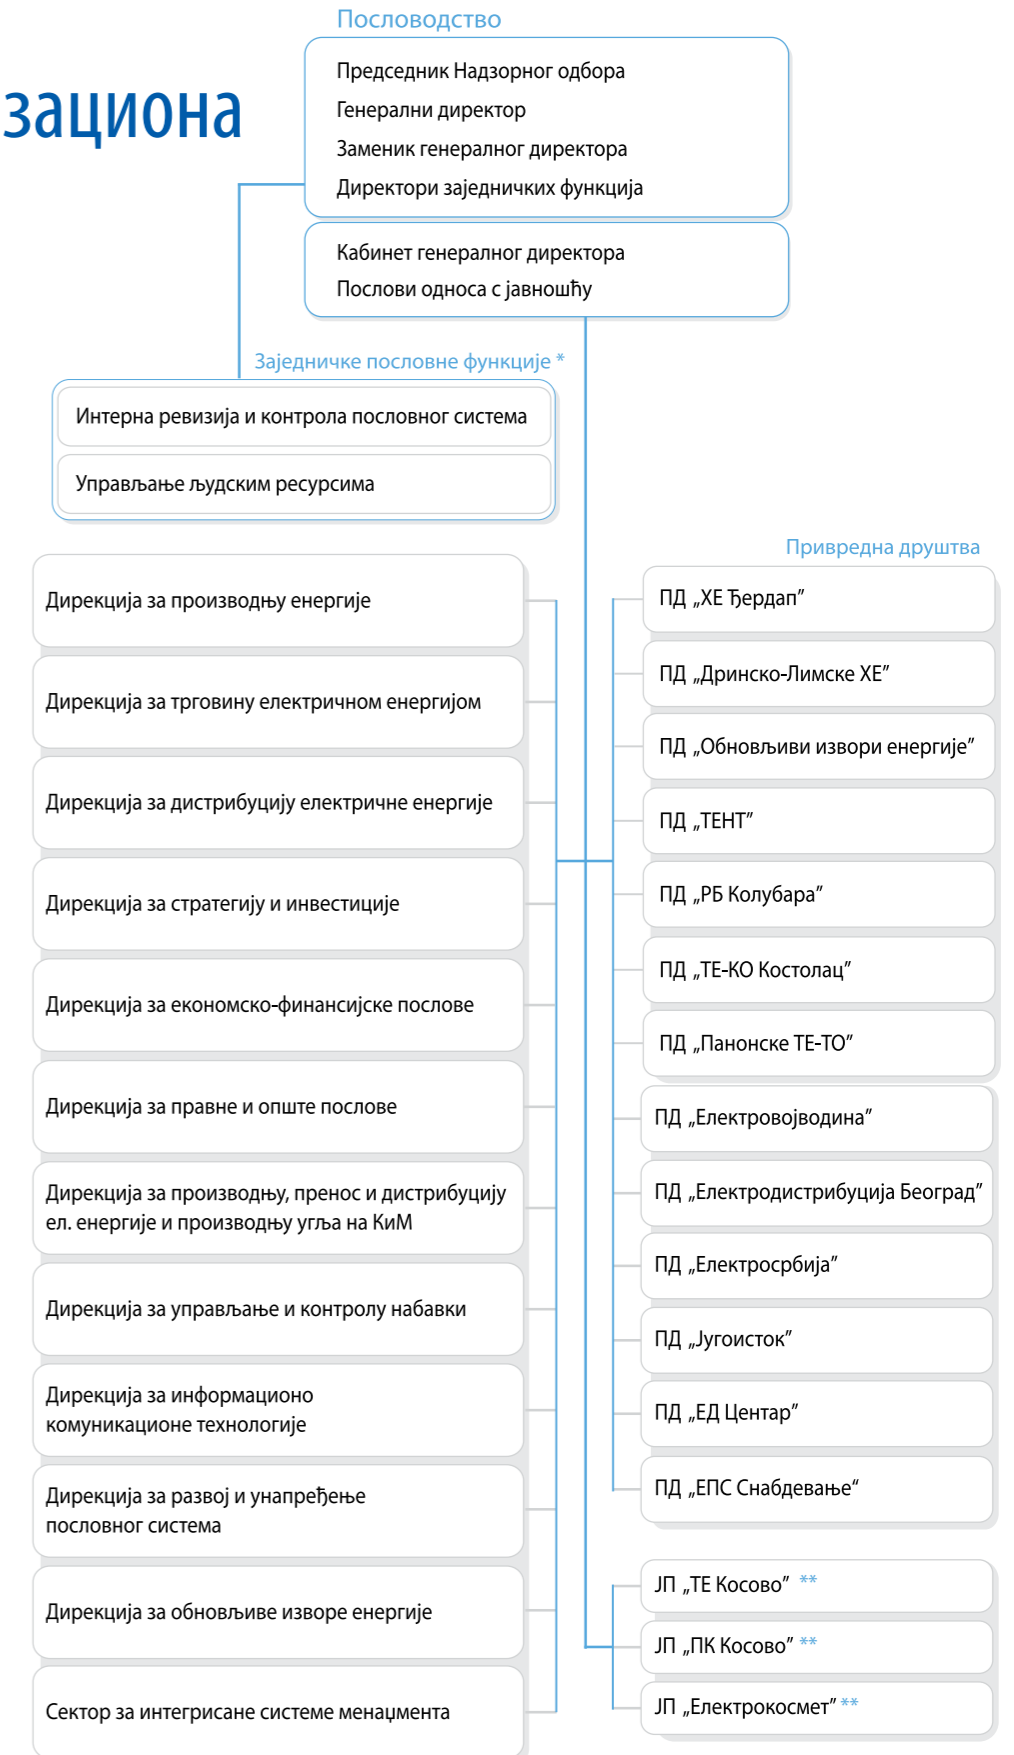 Пословодство
зациона
Председник Надзорног одбора
Генерални директор
Заменик генералног директора
Директори заједничких функција
Кабинет генералног директора
Послови односа с јавношћу
Заједничке пословне функције *
Интерна ревизија и контрола пословног система
Управљање људским ресурсима
Дирекција за производњу енергије
Дирекција за трговину електричном енергијом
Дирекција за дистрибуцију електричне енергије
Дирекција за стратегију и инвестиције
Дирекција за економско-финансијске послове
Дирекција за правне и опште послове
Дирекција за производњу, пренос и дистрибуцију
ел. енергије и производњу угља на КиМ
Дирекција за управљање и контролу набавки
Дирекција за информационо
комуникационе технологије
Дирекција за развој и унапређење
пословног система
Дирекција за обновљиве изворе енергије
Сектор за интегрисане системе менаџмента
Привредна друштва
ПД „ХЕ Ђердап”
ПД „Дринско-Лимске ХЕ”
ПД „Обновљиви извори енергије”
ПД „ТЕНТ”
ПД „РБ Колубара”
ПД „ТЕ-КО Костолац”
ПД „Панонске ТЕ-ТО”
ПД „Електровојводина”
ПД „Електродистрибуција Београд”
ПД „Електросрбија”
ПД „Југоисток”
ПД „ЕД Центар”
ПД „ЕПС Снабдевање“
ЈП „ТЕ Косово” **
ЈП „ПК Косово” **
ЈП „Електрокосмет” **